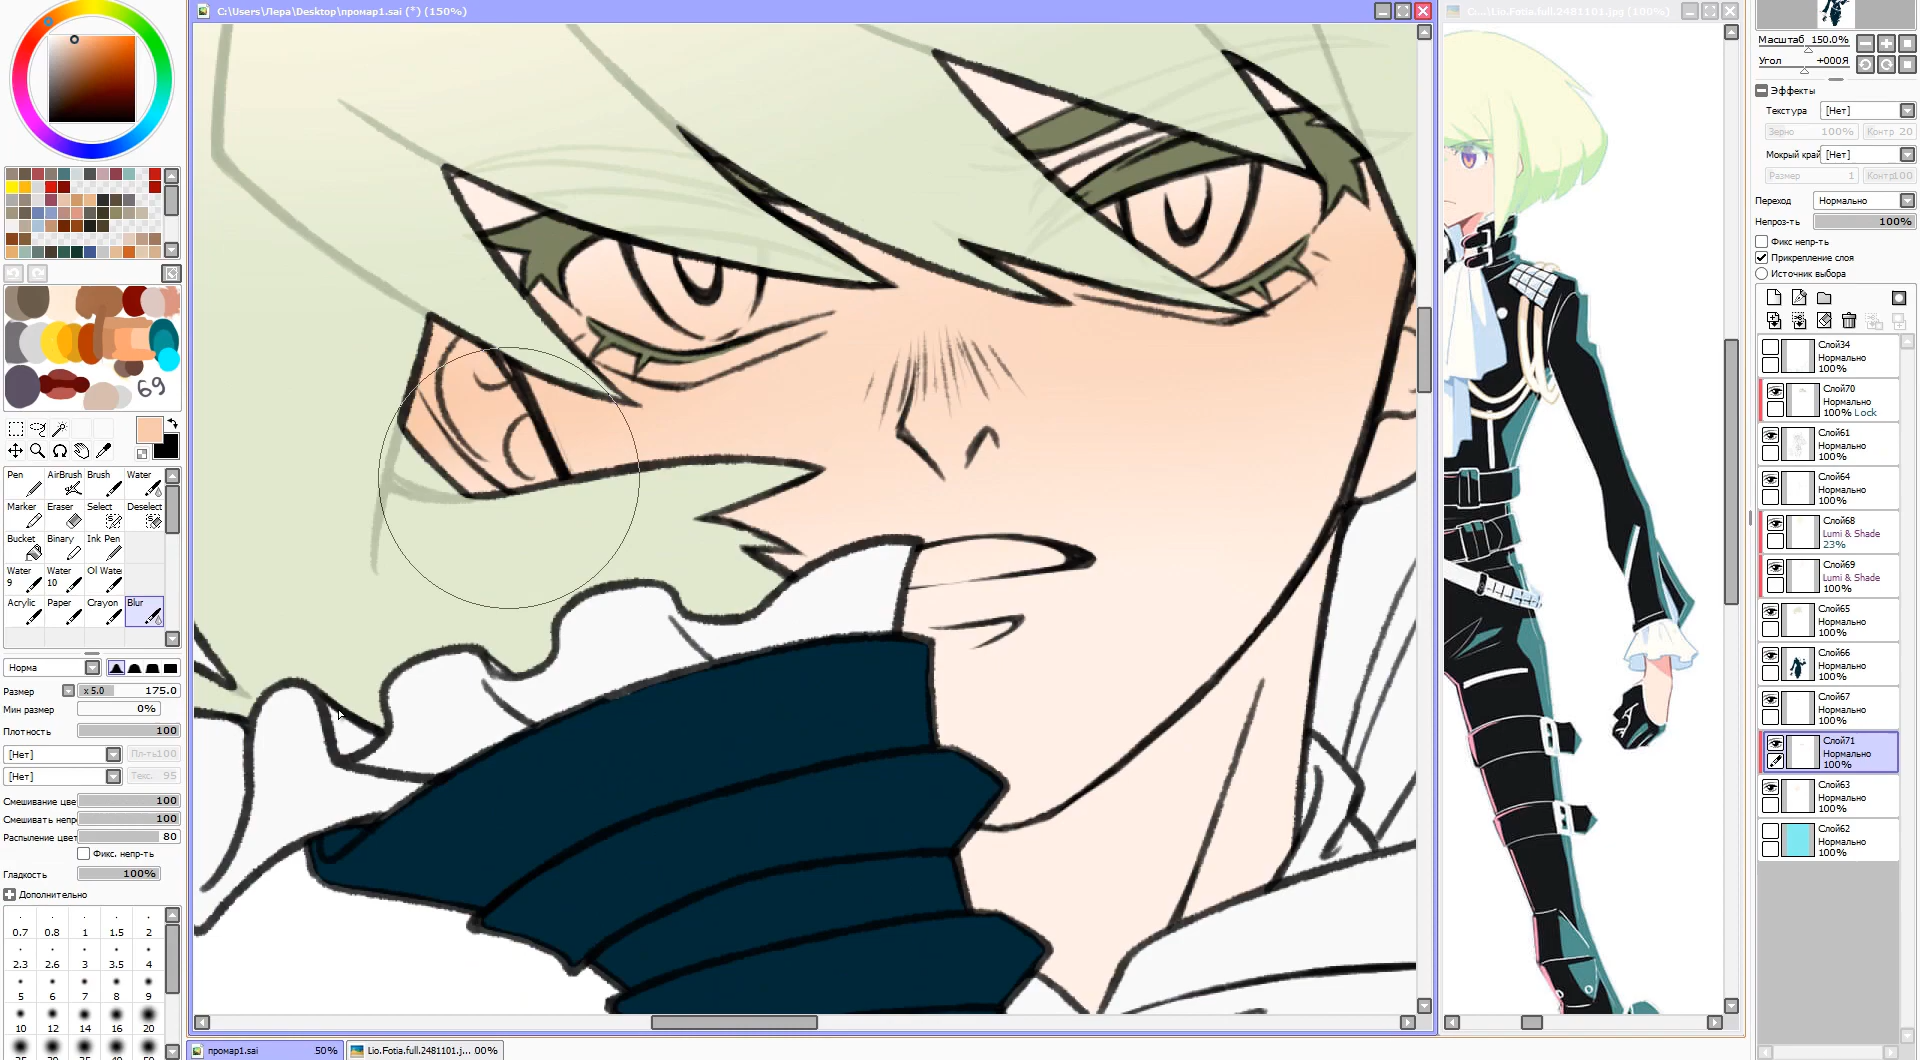 C:\Users\Лера\Desktop\промар1.sai (*) (150%)
C:...\Lio.Fotia.full.2481101.jpg (100%)
Масштаб 150.0%
Угол +000Я
Эффекты
Текстура [Нет]
Зерно 100% Контр 20
Мокрый край [Нет]
Размер 1 Контр 100
Переход Нормально
Непроз-ть 100%
Фикс непр-ть
Прикрепление слоя
Источник выбора
Слой34
Нормально
100%
Слой70
Нормально
100% Lock
Слой61
Нормально
100%
Слой64
Нормально
100%
Слой68
Lumi & Shade
23%
Слой69
Lumi & Shade
100%
Слой65
Нормально
100%
Слой66
Нормально
100%
Слой67
Нормально
100%
Слой71
Нормально
100%
Слой63
Нормально
100%
Слой62
Нормально
100%
69
Pen AirBrush Brush Water
Marker Eraser Select Deselect
Bucket Binary Ink Pen
Water 9 Water 10 Ol Wate
Acrylic Paper Crayon Blur
Норма
Размер x 5.0 175.0
Мин размер 0%
Плотность 100
[Нет] Пл-ть100
[Нет] Текс. 95
Смешивание цве 100
Смешивать непр 100
Распыление цвет 80
Фикс. непр-ть
Гладкость 100%
Дополнительно
0.7 0.8 1 1.5 2
2.3 2.6 3 3.5 4
5 6 7 8 9
10 12 14 16 20
промар1.sai 50%
Lio.Fotia.full.2481101.j... 00%